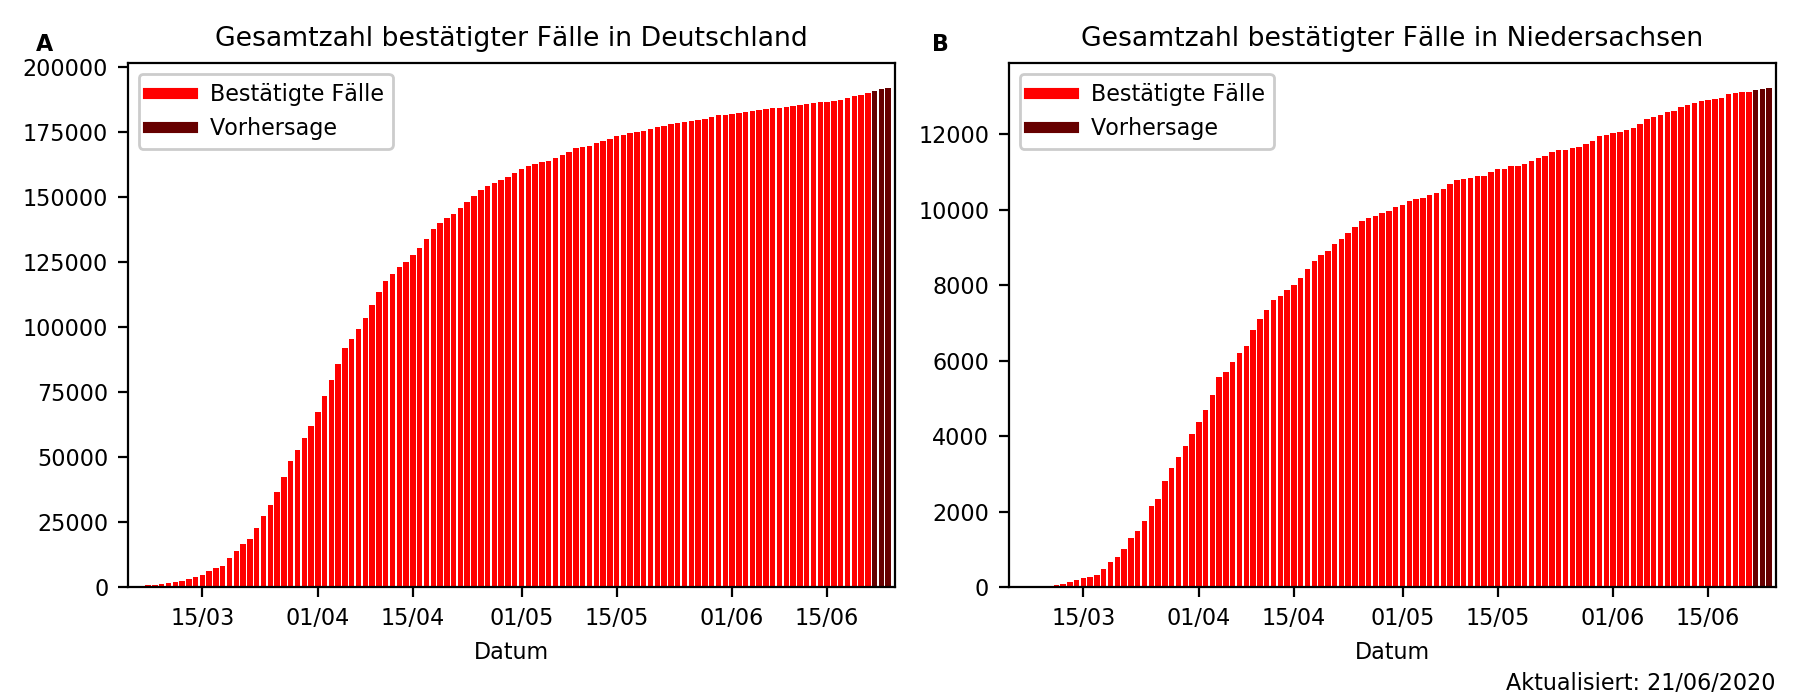 A
Gesamtzahl bestätigter Fälle in Deutschland
200000
175000
150000
125000
100000
75000
50000
25000
0
Bestätigte Fälle
Vorhersage
15/03 01/04 15/04 01/05 15/05 01/06 15/06
Datum
B
Gesamtzahl bestätigter Fälle in Niedersachsen
12000
10000
8000
6000
4000
2000
0
Bestätigte Fälle
Vorhersage
15/03 01/04 15/04 01/05 15/05 01/06 15/06
Datum
Aktualisiert: 21/06/2020